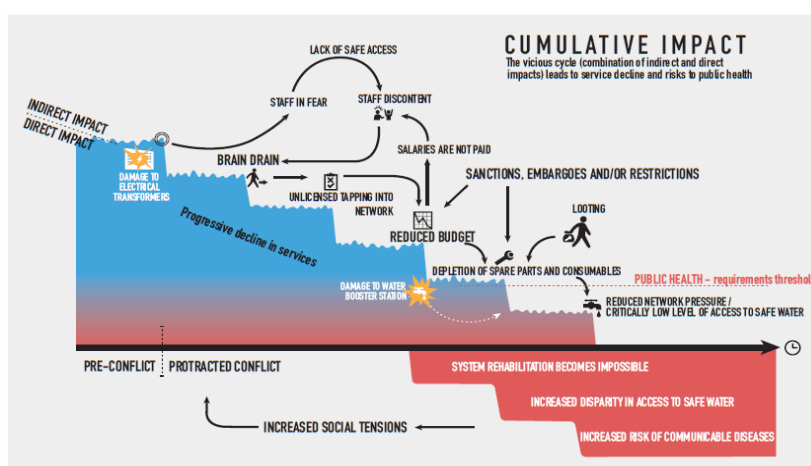 CUMULATIVE IMPACT
The vicious cycle (combination of indirect and direct
impacts) leads to service decline and risks to public health
LACK OF SAFE ACCESS
STAFF IN FEAR
STAFF DISCONTENT
INDIRECT IMPACT
DIRECT IMPACT
DAMAGE TO
ELECTRICAL
TRANSFORMERS
BRAIN DRAIN
SALARIES ARE NOT PAID
SANCTIONS, EMBARGOES AND/OR RESTRICTIONS
UNLICENSED TAPPING INTO
NETWORK
LOOTING
Progressive decline in services
REDUCED BUDGET
DEPLETION OF SPARE PARTS AND CONSUMABLES
PUBLIC HEALTH – requirements threshol
DAMAGE TO WATER
BOOSTER STATION
REDUCED NETWORK PRESSURE /
CRITICALLY LOW LEVEL OF ACCESS TO SAFE WATER
PRE-CONFLICT
PROTRACTED CONFLICT
SYSTEM REHABILITATION BECOMES IMPOSSIBLE
INCREASED DISPARITY IN ACCESS TO SAFE WATER
INCREASED SOCIAL TENSIONS
INCREASED RISK OF COMMUNICABLE DISEASES